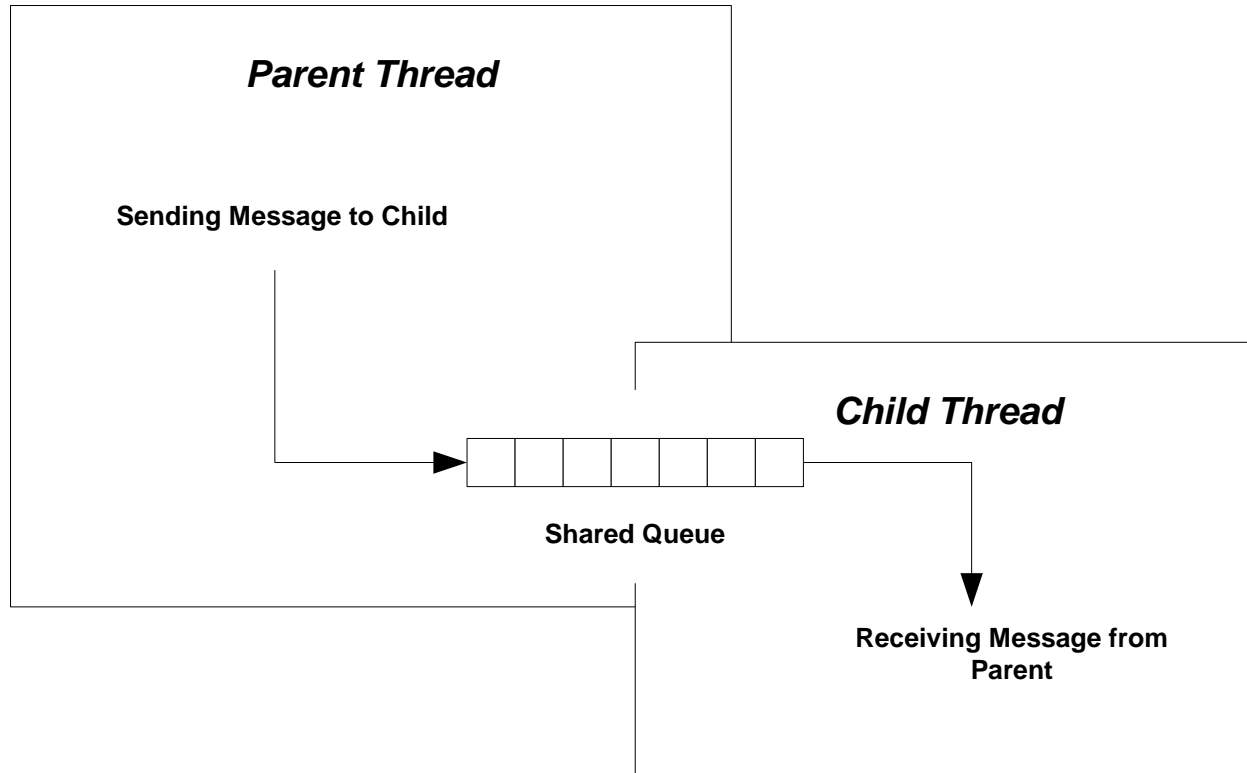 Parent Thread
Sending Message to Child
Child Thread
Shared Queue
Receiving Message from
Parent